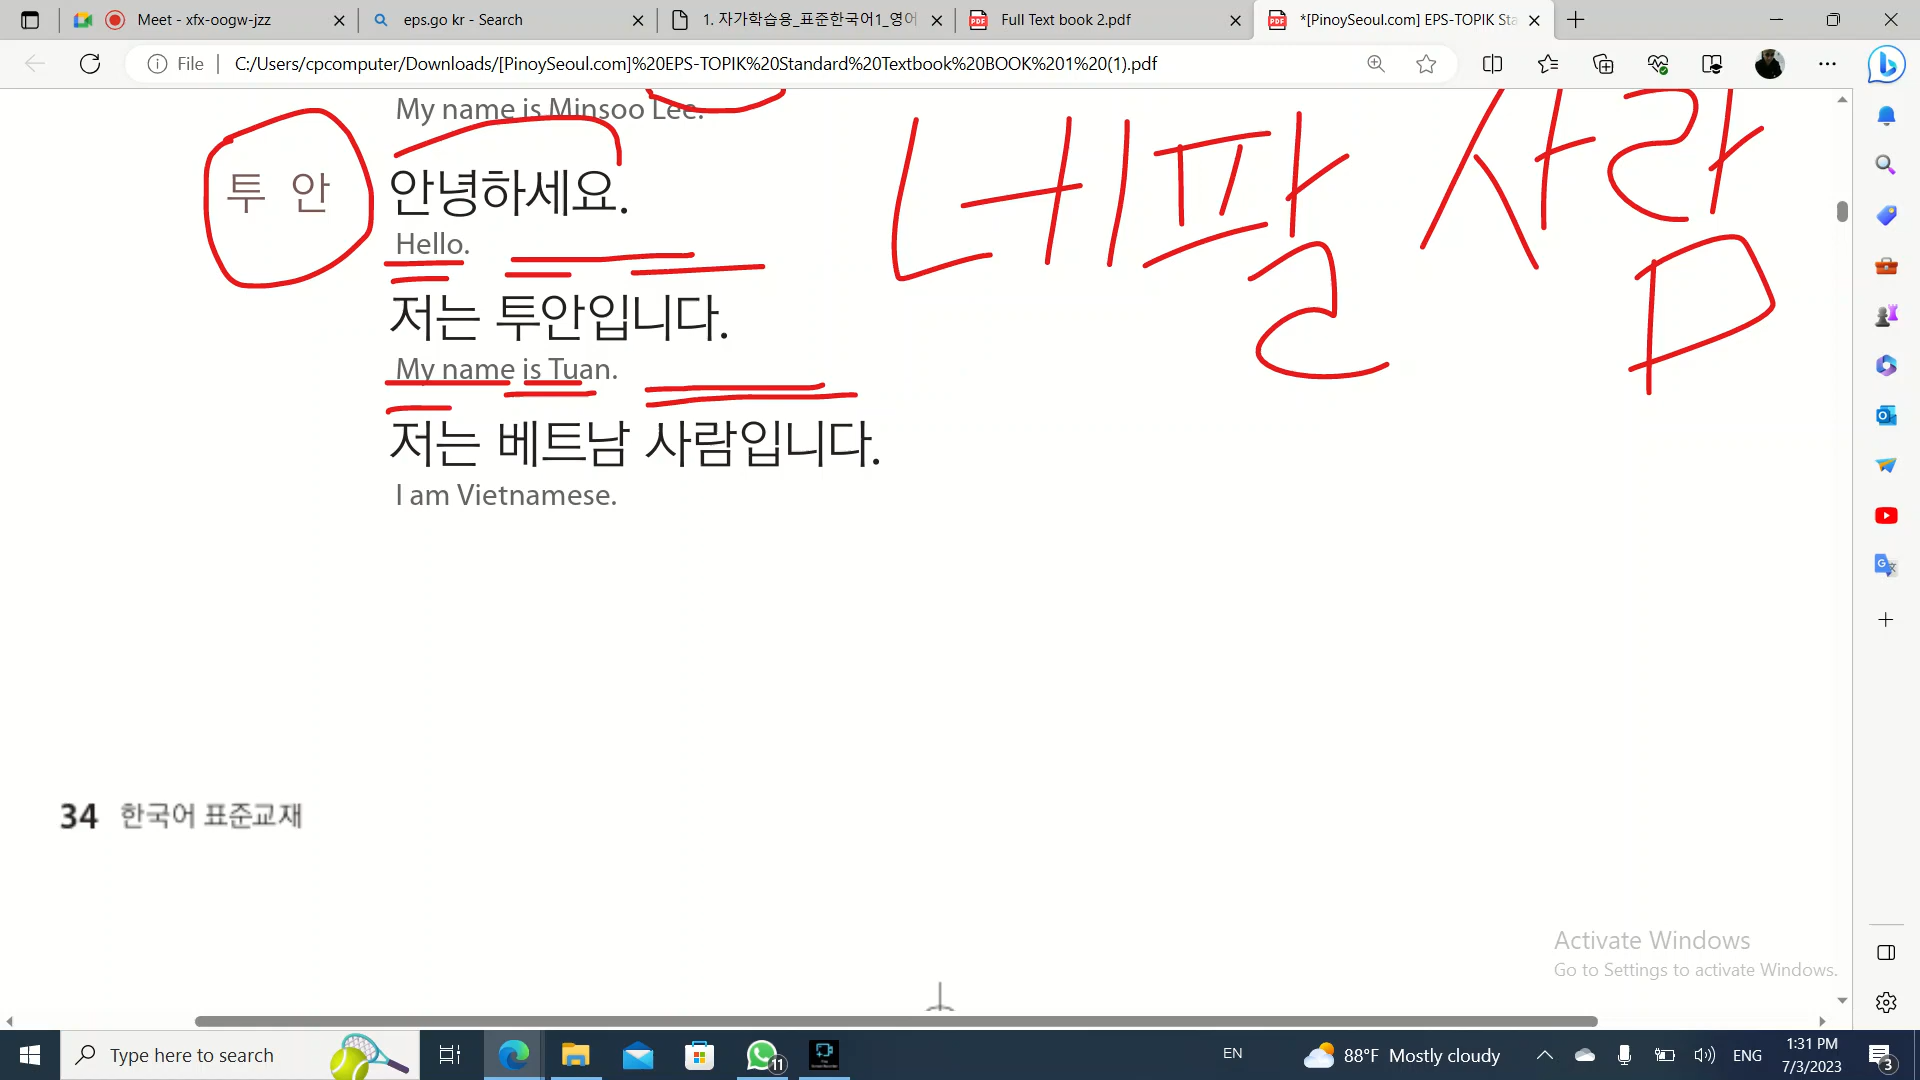 Meet - xfx-oogw-jzz
eps.go kr - Search
1. 자가학습용_표준한국어1_영어
Full Text book 2.pdf
*[PinoySeoul.com] EPS-TOPIK Sta
File
C:/Users/cpcomputer/Downloads/[PinoySeoul.com]%20EPS-TOPIK%20Standard%20Textbook%20BOOK%201%20(1).pdf
My name is Minsoo Lee.
네팔 사람
투 안 안녕하세요.
Hello.
저는 투안입니다.
My name is Tuan.
저는 베트남 사람입니다.
I am Vietnamese.
34 한국어 표준교재
Activate Windows
Go to Settings to activate Windows.
Type here to search
11
EN
88°F Mostly cloudy
ENG
1:31 PM
7/3/2023
3